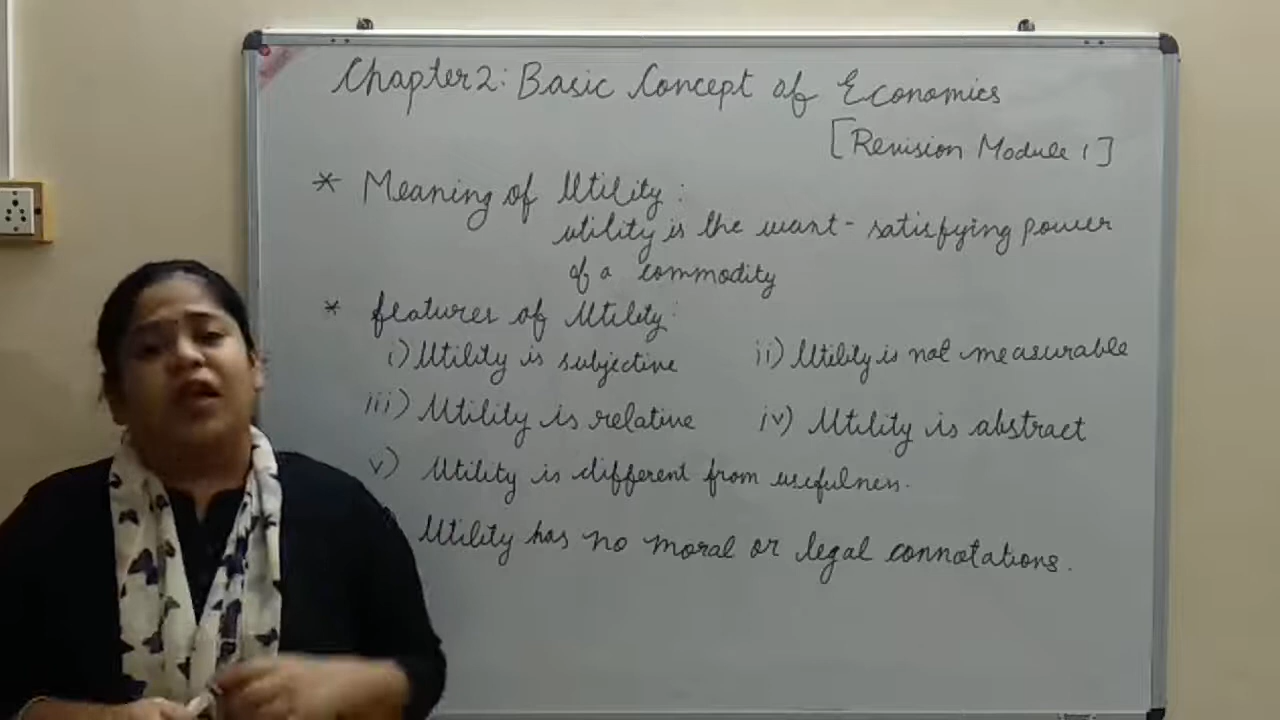 Chapter 2: Basic Concept of Economics
[Revision Module 1]
* Meaning of Utility:
utility is the want-satisfying power
of a commodity
* features of Utility:
i) Utility is subjective ii) Utility is not measurable
iii) Utility is relative iv) Utility is abstract
v) Utility is different from usefulness.
Utility has no moral or legal connotations.